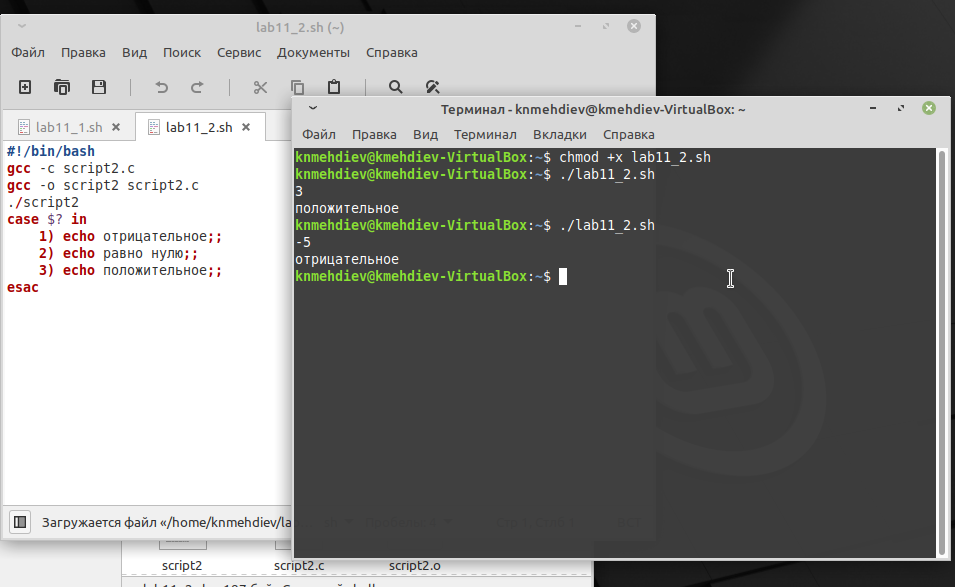 lab11_2.sh (~)
Файл Правка Вид Поиск Сервис Документы Справка
lab11_1.sh × lab11_2.sh ×
#!/bin/bash
gcc -c script2.c
gcc -o script2 script2.c
./script2
case $? in
1) echo отрицательное;;
2) echo равно нулю;;
3) echo положительное;;
esac
Загружается файл «/home/knmehdiev/la
Терминал - knmehdiev@kmehdiev-VirtualBox: ~
Файл Правка Вид Терминал Вкладки Справка
knmehdiev@kmehdiev-VirtualBox:~$ chmod +x lab11_2.sh
knmehdiev@kmehdiev-VirtualBox:~$ ./lab11_2.sh
3
положительное
knmehdiev@kmehdiev-VirtualBox:~$ ./lab11_2.sh
-5
отрицательное
knmehdiev@kmehdiev-VirtualBox:~$
script2 script2.c script2.o